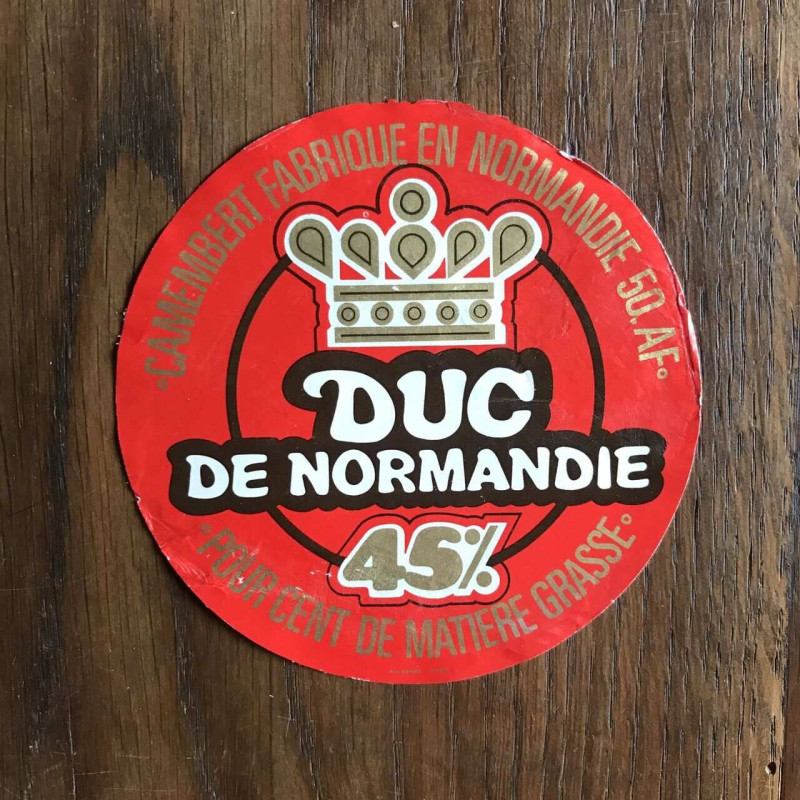 CAMEMBERT FABRIQUE EN NORMANDIE 50.AF
DUC
DE NORMANDIE
45%
POUR CENT DE MATIERE GRASSE